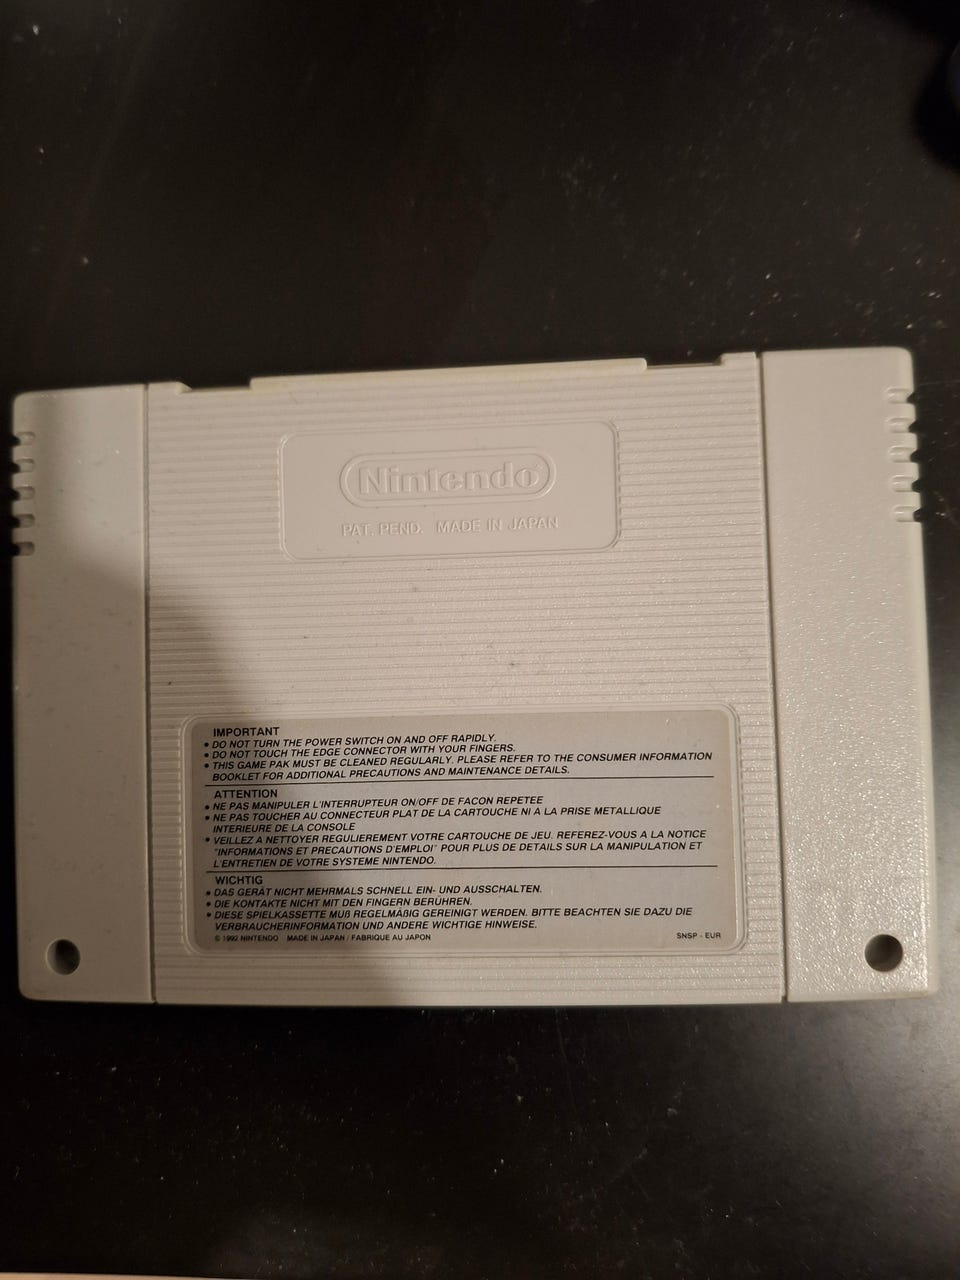 Nintendo®
PAT. PEND. MADE IN JAPAN
IMPORTANT
• DO NOT TURN THE POWER SWITCH ON AND OFF RAPIDLY.
• DO NOT TOUCH THE EDGE CONNECTOR WITH YOUR FINGERS.
• THIS GAME PAK MUST BE CLEANED REGULARLY. PLEASE REFER TO THE CONSUMER INFORMATION
BOOKLET FOR ADDITIONAL PRECAUTIONS AND MAINTENANCE DETAILS.
ATTENTION
• NE PAS MANIPULER L'INTERRUPTEUR ON/OFF DE FACON REPETEE
• NE PAS TOUCHER AU CONNECTEUR PLAT DE LA CARTOUCHE NI A LA PRISE METALLIQUE
INTERIEURE DE LA CONSOLE
• VEILLEZ A NETTOYER REGULIEREMENT VOTRE CARTOUCHE DE JEU. REFEREZ-VOUS A LA NOTICE
"INFORMATIONS ET PRECAUTIONS D'EMPLOI" POUR PLUS DE DETAILS SUR LA MANIPULATION ET
L'ENTRETIEN DE VOTRE SYSTEME NINTENDO.
WICHTIG
• DAS GERÄT NICHT MEHRMALS SCHNELL EIN- UND AUSSCHALTEN.
• DIE KONTAKTE NICHT MIT DEN FINGERN BERÜHREN.
• DIESE SPIELKASSETTE MUß REGELMÄßIG GEREINIGT WERDEN. BITTE BEACHTEN SIE DAZU DIE
VERBRAUCHERINFORMATION UND ANDERE WICHTIGE HINWEISE.
© 1992 NINTENDO MADE IN JAPAN / FABRIQUE AU JAPON SNSP - EUR